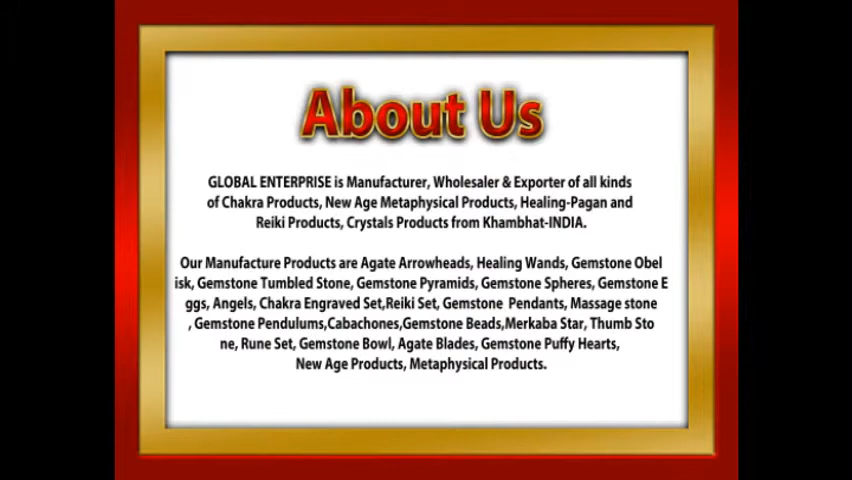 About Us
GLOBAL ENTERPRISE is Manufacturer, Wholesaler & Exporter of all kinds
of Chakra Products, New Age Metaphysical Products, Healing-Pagan and
Reiki Products, Crystals Products from Khambhat-INDIA.
Our Manufacture Products are Agate Arrowheads, Healing Wands, Gemstone Obel
isk, Gemstone Tumbled Stone, Gemstone Pyramids, Gemstone Spheres, Gemstone E
ggs, Angels, Chakra Engraved Set,Reiki Set, Gemstone  Pendants, Massage stone
, Gemstone Pendulums,Cabachones,Gemstone Beads,Merkaba Star, Thumb Sto
ne, Rune Set, Gemstone Bowl, Agate Blades, Gemstone Puffy Hearts,
New Age Products, Metaphysical Products.